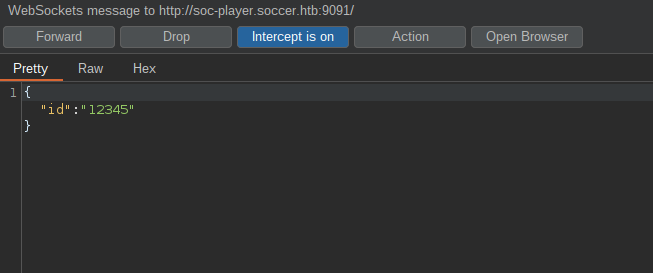 WebSockets message to http://soc-player.soccer.htb:9091/
Forward Drop Intercept is on Action Open Browser
Pretty Raw Hex
1 {
"id":"12345"
}